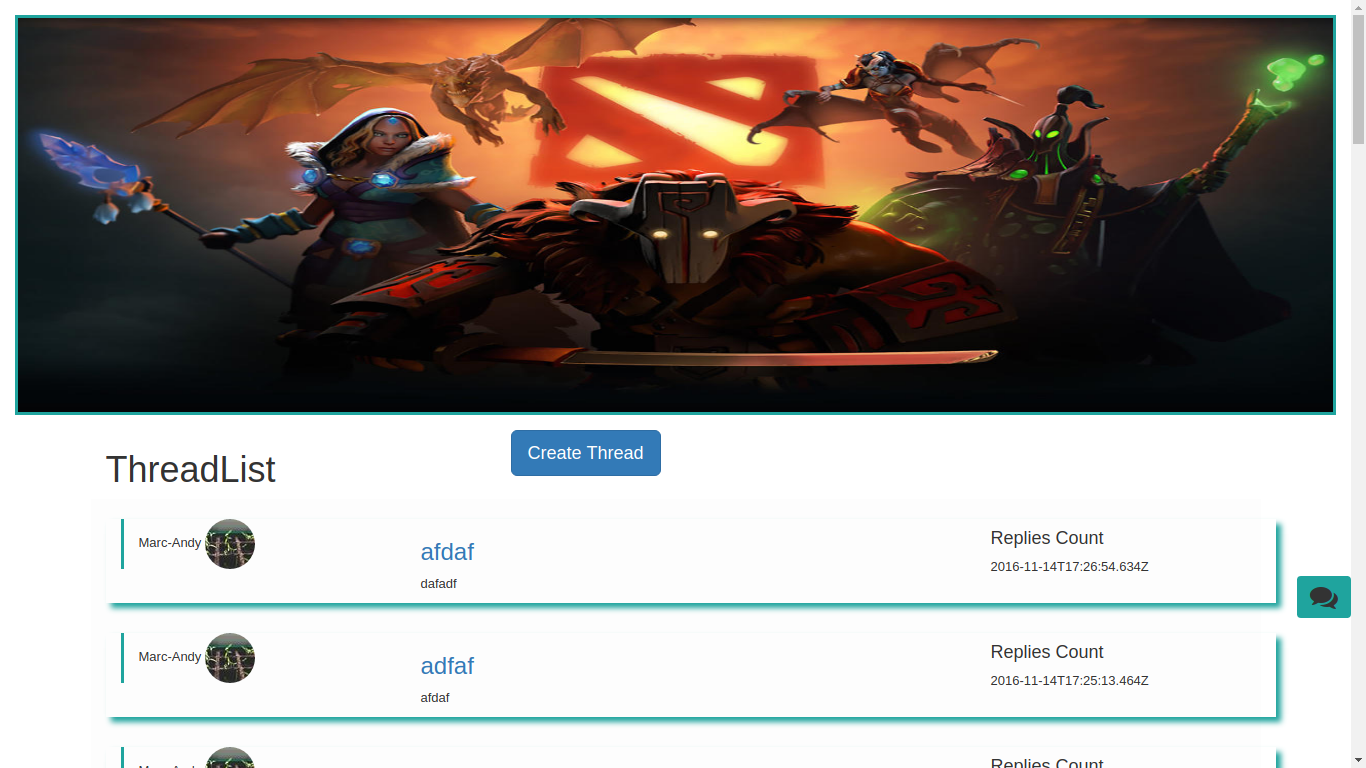 ThreadList
Create Thread
Marc-Andy
afdaf
dafadf
Replies Count
2016-11-14T17:26:54.634Z
Marc-Andy
adfaf
afdaf
Replies Count
2016-11-14T17:25:13.464Z
Replies Count